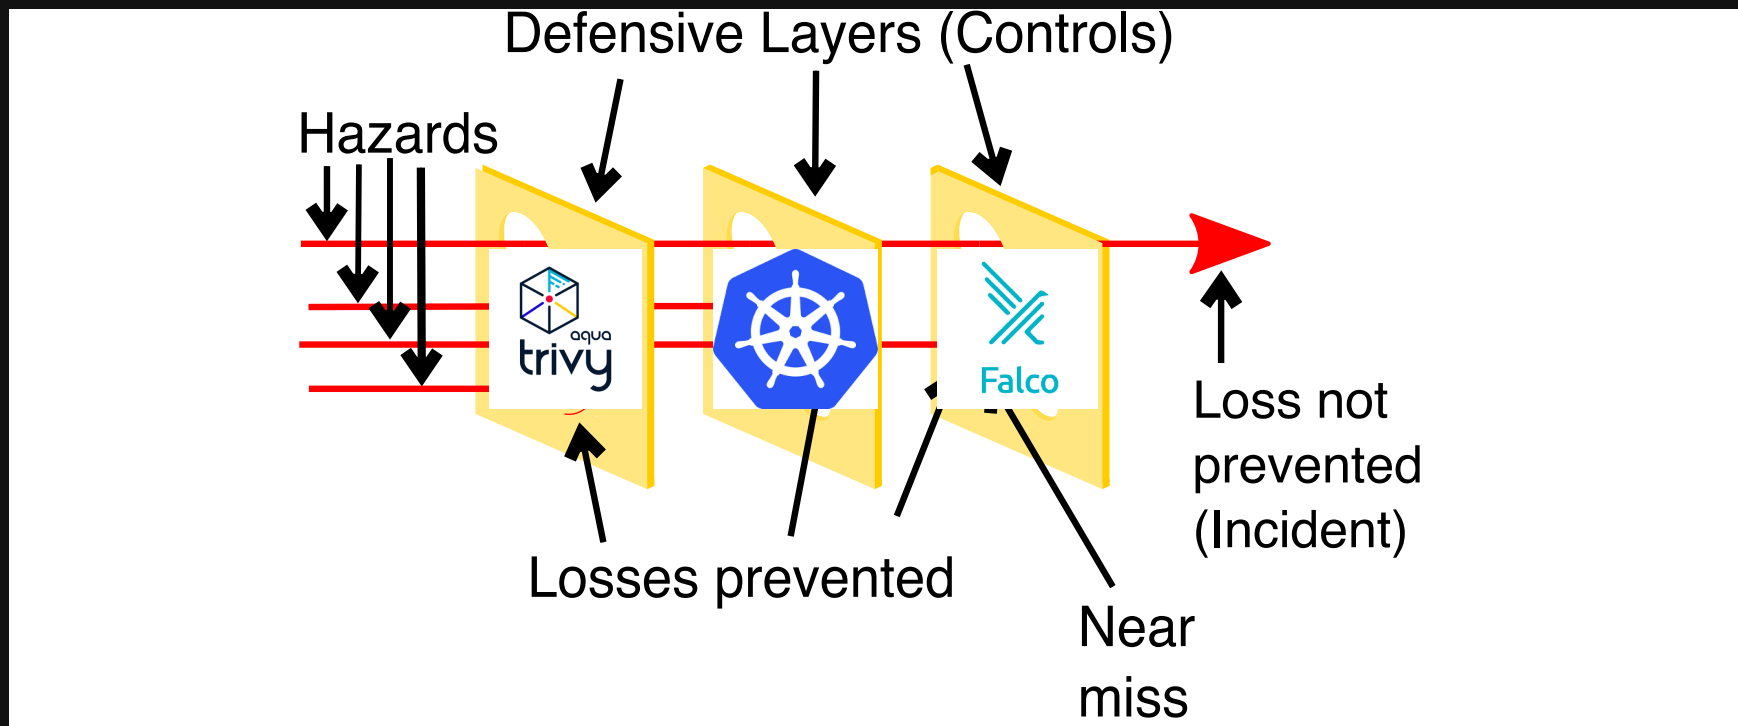 Defensive Layers (Controls)
Hazards
aqua
trivy
Falco
Loss not
prevented
(Incident)
Losses prevented
Near
miss